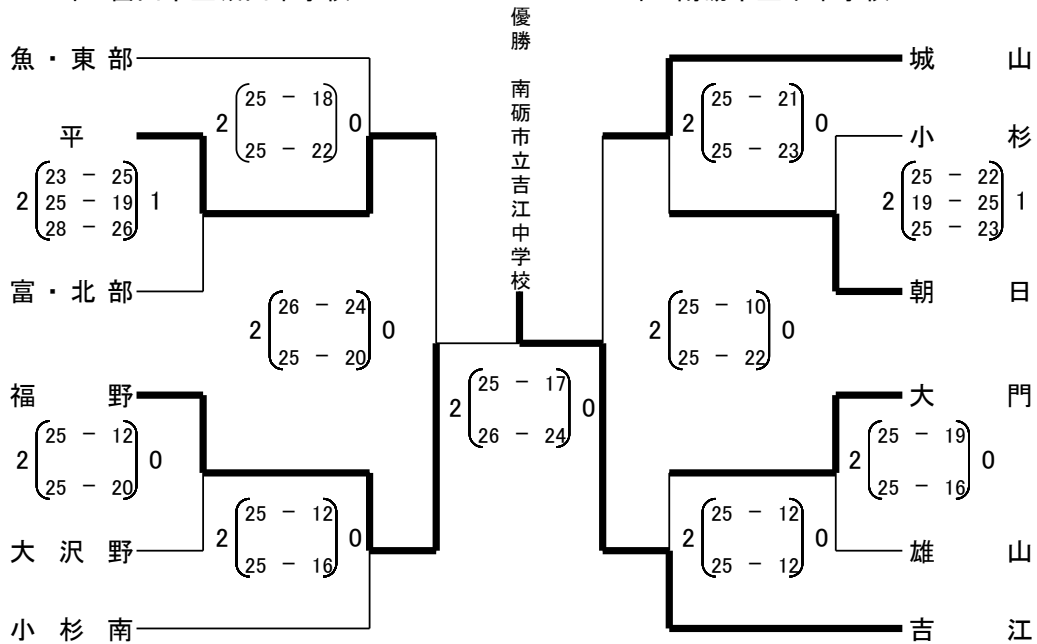 優勝 南砺市立吉江中学校
魚・東部
2 25 － 18 0
25 － 22
平
23 － 25
2 25 － 19 1
28 － 26
富・北部
26 － 24
2 0
25 － 20
福野
25 － 12
2 0
25 － 20
大沢野
25 － 12
2 0
25 － 16
小杉南
25 － 17
2 0
26 － 24
城山
25 － 21
2 0
25 － 23
小杉
25 － 22
2 19 － 25 1
25 － 23
朝日
25 － 10
2 0
25 － 22
大門
25 － 19
2 0
25 － 16
雄山
25 － 12
2 0
25 － 12
吉江